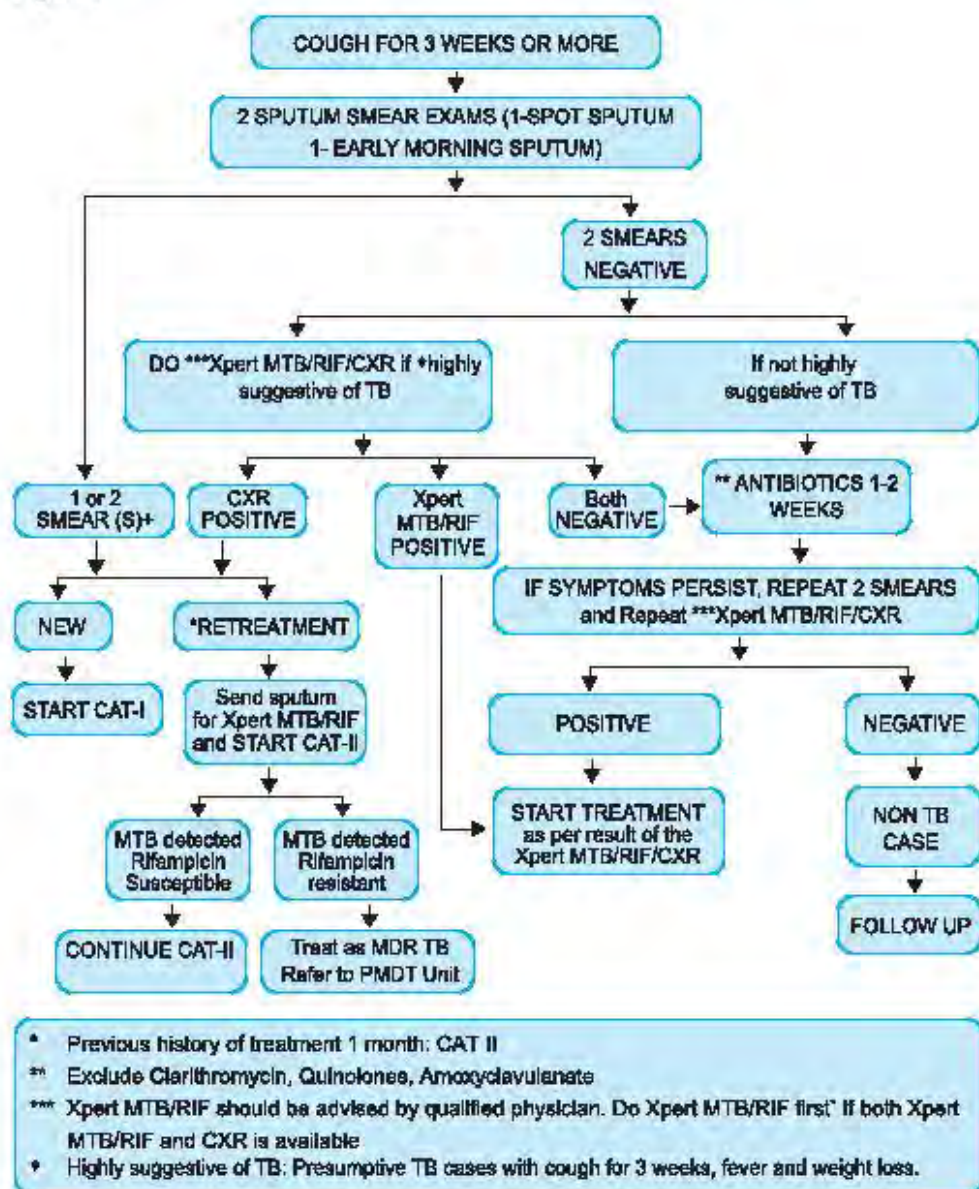 COUGH FOR 3 WEEKS OR MORE
2 SPUTUM SMEAR EXAMS (1-SPOT SPUTUM
1- EARLY MORNING SPUTUM)
2 SMEARS
NEGATIVE
DO ***Xpert MTB/RIF/CXR if ♦highly
suggestive of TB
If not highly
suggestive of TB
1 or 2
SMEAR (S)+
CXR
POSITIVE
Xpert
MTB/RIF
POSITIVE
Both
NEGATIVE
** ANTIBIOTICS 1-2
WEEKS
IF SYMPTOMS PERSIST, REPEAT 2 SMEARS
and Repeat ***Xpert MTB/RIF/CXR
NEW
*RETREATMENT
START CAT-I
Send sputum
for Xpert MTB/RIF
and START CAT-II
POSITIVE
NEGATIVE
MTB detected
Rifampicin
Susceptible
MTB detected
Rifampicin
resistant
START TREATMENT
as per result of the
Xpert MTB/RIF/CXR
NON TB
CASE
CONTINUE CAT-II
Treat as MDR TB
Refer to PMDT Unit
FOLLOW UP
* Previous history of treatment 1 month: CAT II
** Exclude Clarithromycin, Quinolones, Amoxyclavulanate
*** Xpert MTB/RIF should be advised by qualified physician. Do Xpert MTB/RIF first* If both Xpert
MTB/RIF and CXR is available
♦ Highly suggestive of TB: Presumptive TB cases with cough for 3 weeks, fever and weight loss.